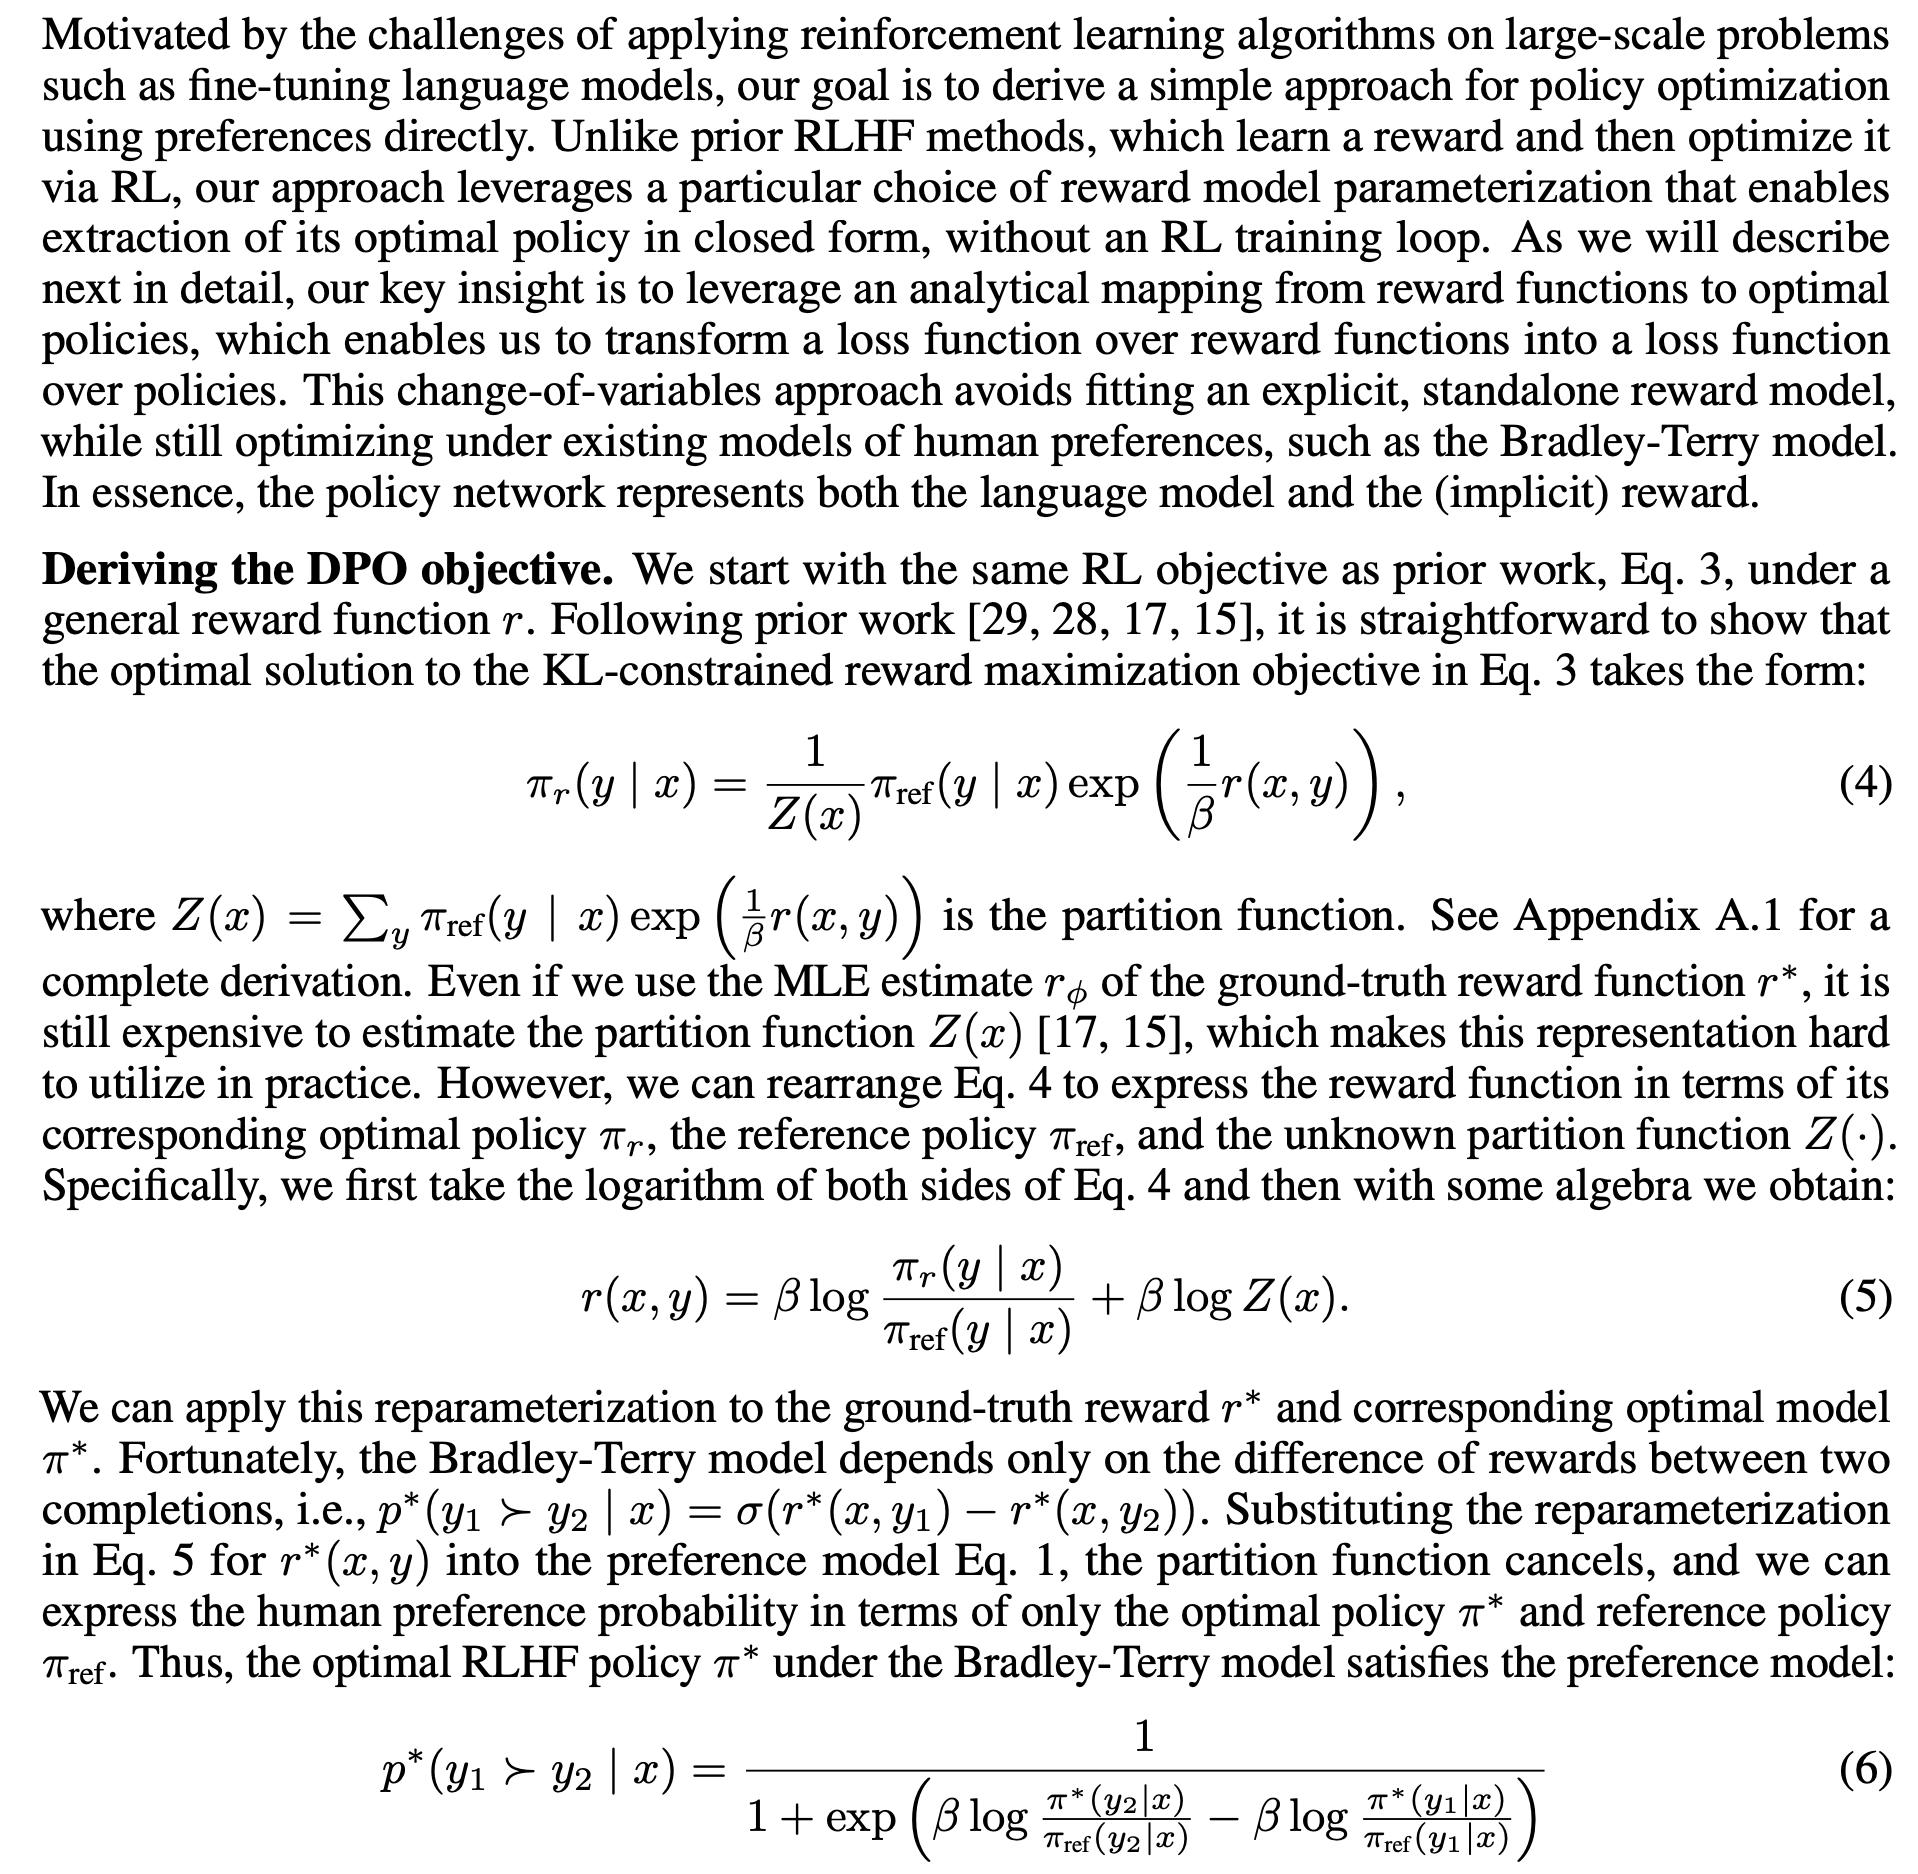 Motivated by the challenges of applying reinforcement learning algorithms on large-scale problems
such as fine-tuning language models, our goal is to derive a simple approach for policy optimization
using preferences directly. Unlike prior RLHF methods, which learn a reward and then optimize it
via RL, our approach leverages a particular choice of reward model parameterization that enables
extraction of its optimal policy in closed form, without an RL training loop. As we will describe
next in detail, our key insight is to leverage an analytical mapping from reward functions to optimal
policies, which enables us to transform a loss function over reward functions into a loss function
over policies. This change-of-variables approach avoids fitting an explicit, standalone reward model,
while still optimizing under existing models of human preferences, such as the Bradley-Terry model.
In essence, the policy network represents both the language model and the (implicit) reward.
Deriving the DPO objective. We start with the same RL objective as prior work, Eq. 3, under a
general reward function $r$. Following prior work [29, 28, 17, 15], it is straightforward to show that
the optimal solution to the KL-constrained reward maximization objective in Eq. 3 takes the form:
$\pi_r(y \mid x) = \frac{1}{Z(x)} \pi_{\text{ref}}(y \mid x) \exp\left(\frac{1}{\beta} r(x, y)\right),$ (4)
where $Z(x) = \sum_y \pi_{\text{ref}}(y \mid x) \exp\left(\frac{1}{\beta} r(x, y)\right)$ is the partition function. See Appendix A.1 for a
complete derivation. Even if we use the MLE estimate $r_\phi$ of the ground-truth reward function $r^*$, it is
still expensive to estimate the partition function $Z(x)$ [17, 15], which makes this representation hard
to utilize in practice. However, we can rearrange Eq. 4 to express the reward function in terms of its
corresponding optimal policy $\pi_r$, the reference policy $\pi_{\text{ref}}$, and the unknown partition function $Z(\cdot)$.
Specifically, we first take the logarithm of both sides of Eq. 4 and then with some algebra we obtain:
$r(x, y) = \beta \log \frac{\pi_r(y \mid x)}{\pi_{\text{ref}}(y \mid x)} + \beta \log Z(x).$ (5)
We can apply this reparameterization to the ground-truth reward $r^*$ and corresponding optimal model
$\pi^*$. Fortunately, the Bradley-Terry model depends only on the difference of rewards between two
completions, i.e., $p^*(y_1 \succ y_2 \mid x) = \sigma(r^*(x, y_1) - r^*(x, y_2))$. Substituting the reparameterization
in Eq. 5 for $r^*(x, y)$ into the preference model Eq. 1, the partition function cancels, and we can
express the human preference probability in terms of only the optimal policy $\pi^*$ and reference policy
$\pi_{\text{ref}}$. Thus, the optimal RLHF policy $\pi^*$ under the Bradley-Terry model satisfies the preference model:
$p^*(y_1 \succ y_2 \mid x) = \frac{1}{1 + \exp\left(\beta \log \frac{\pi^*(y_2|x)}{\pi_{\text{ref}}(y_2|x)} - \beta \log \frac{\pi^*(y_1|x)}{\pi_{\text{ref}}(y_1|x)}\right)}$ (6)